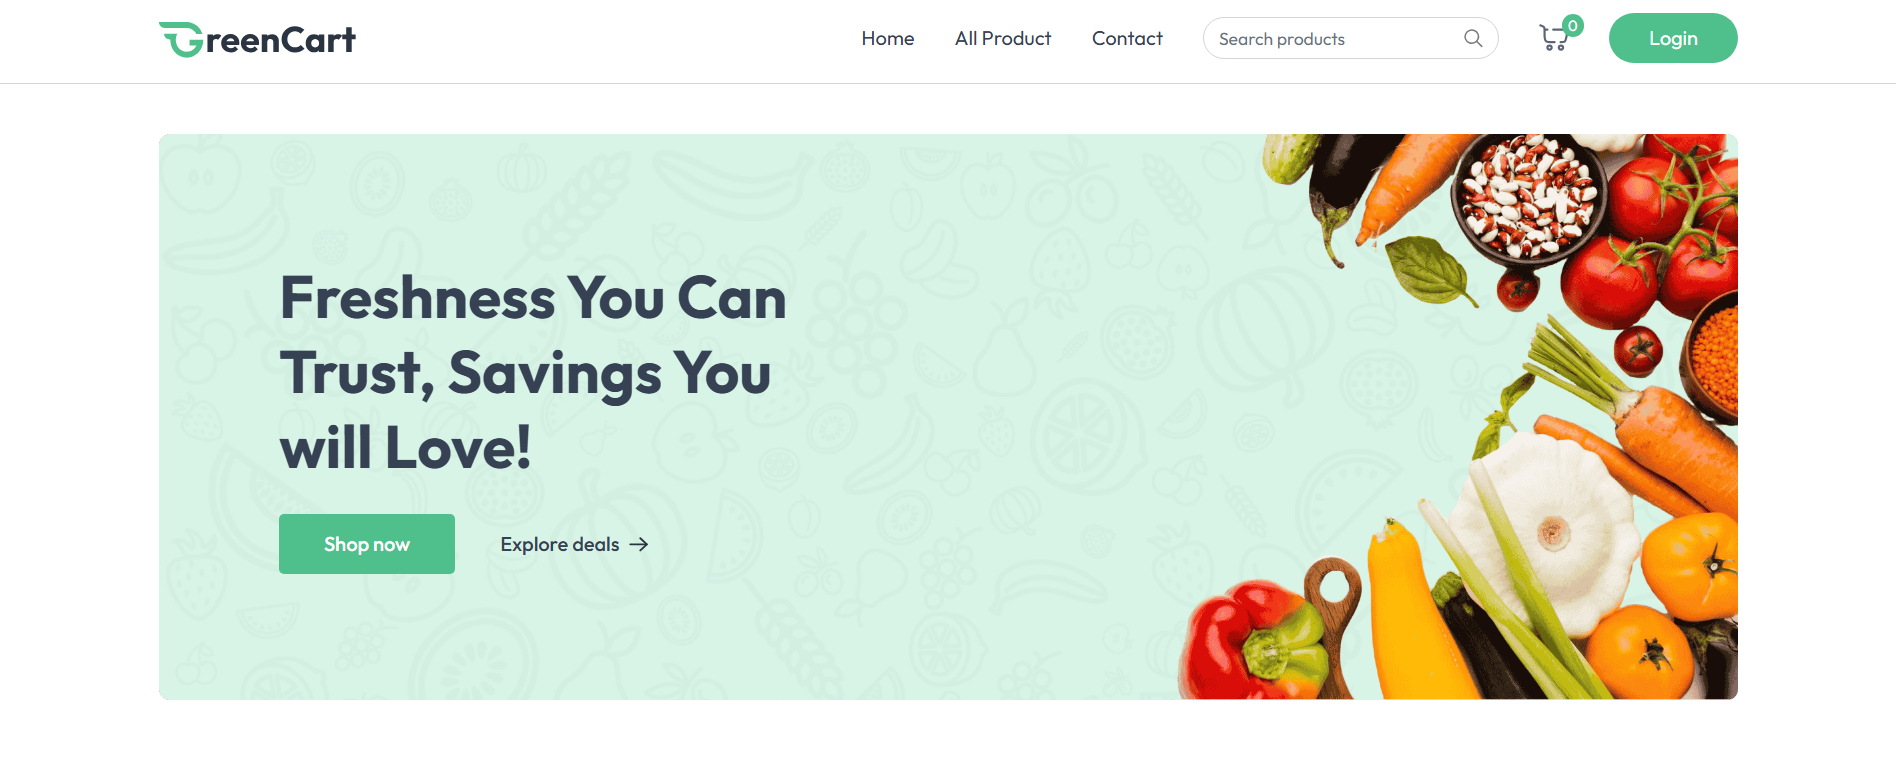 GreenCart
Home
All Product
Contact
Search products
0
Login
Freshness You Can
Trust, Savings You
will Love!
Shop now
Explore deals